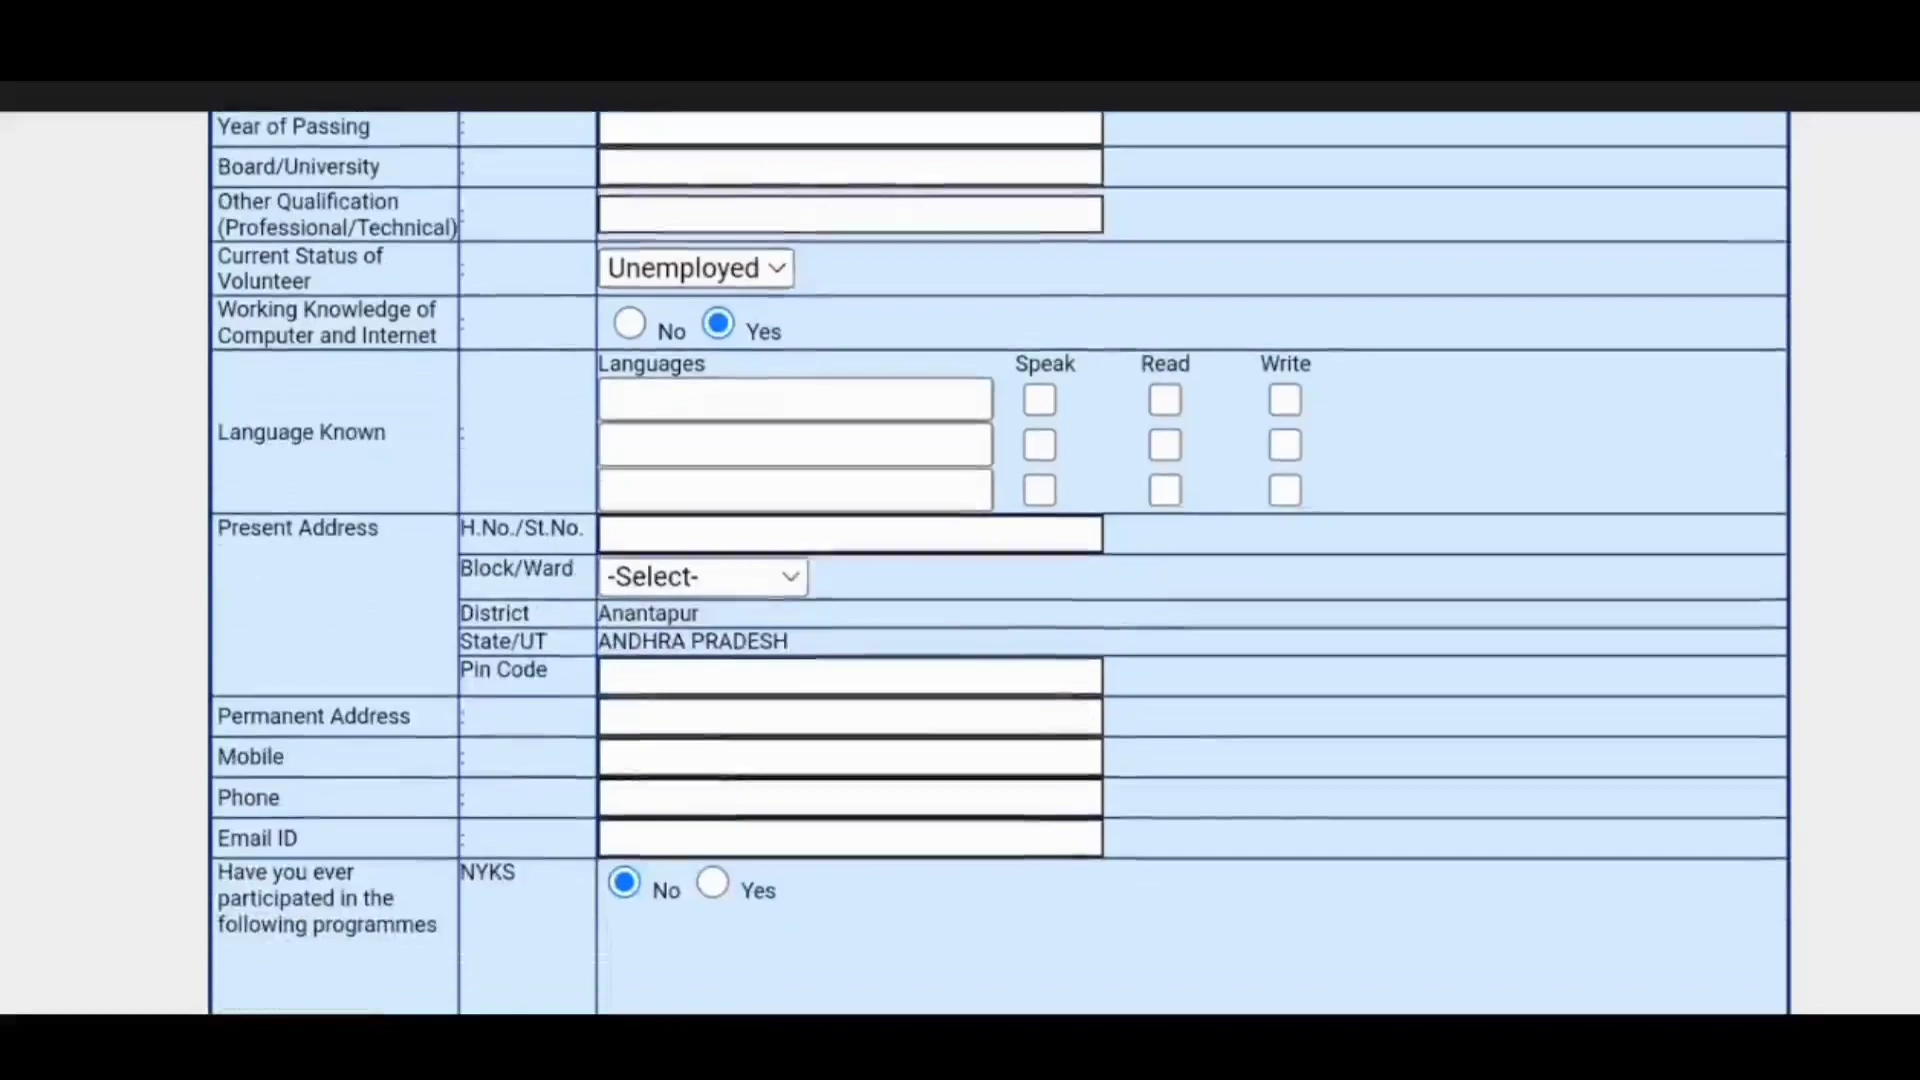 Year of Passing :
Board/University :
Other Qualification
(Professional/Technical) :
Current Status of
Volunteer : Unemployed
Working Knowledge of
Computer and Internet : No Yes
Languages Speak Read Write
Language Known :
Present Address H.No./St.No.
Block/Ward -Select-
District Anantapur
State/UT ANDHRA PRADESH
Pin Code
Permanent Address :
Mobile :
Phone :
Email ID :
Have you ever
participated in the
following programmes
NYKS No Yes